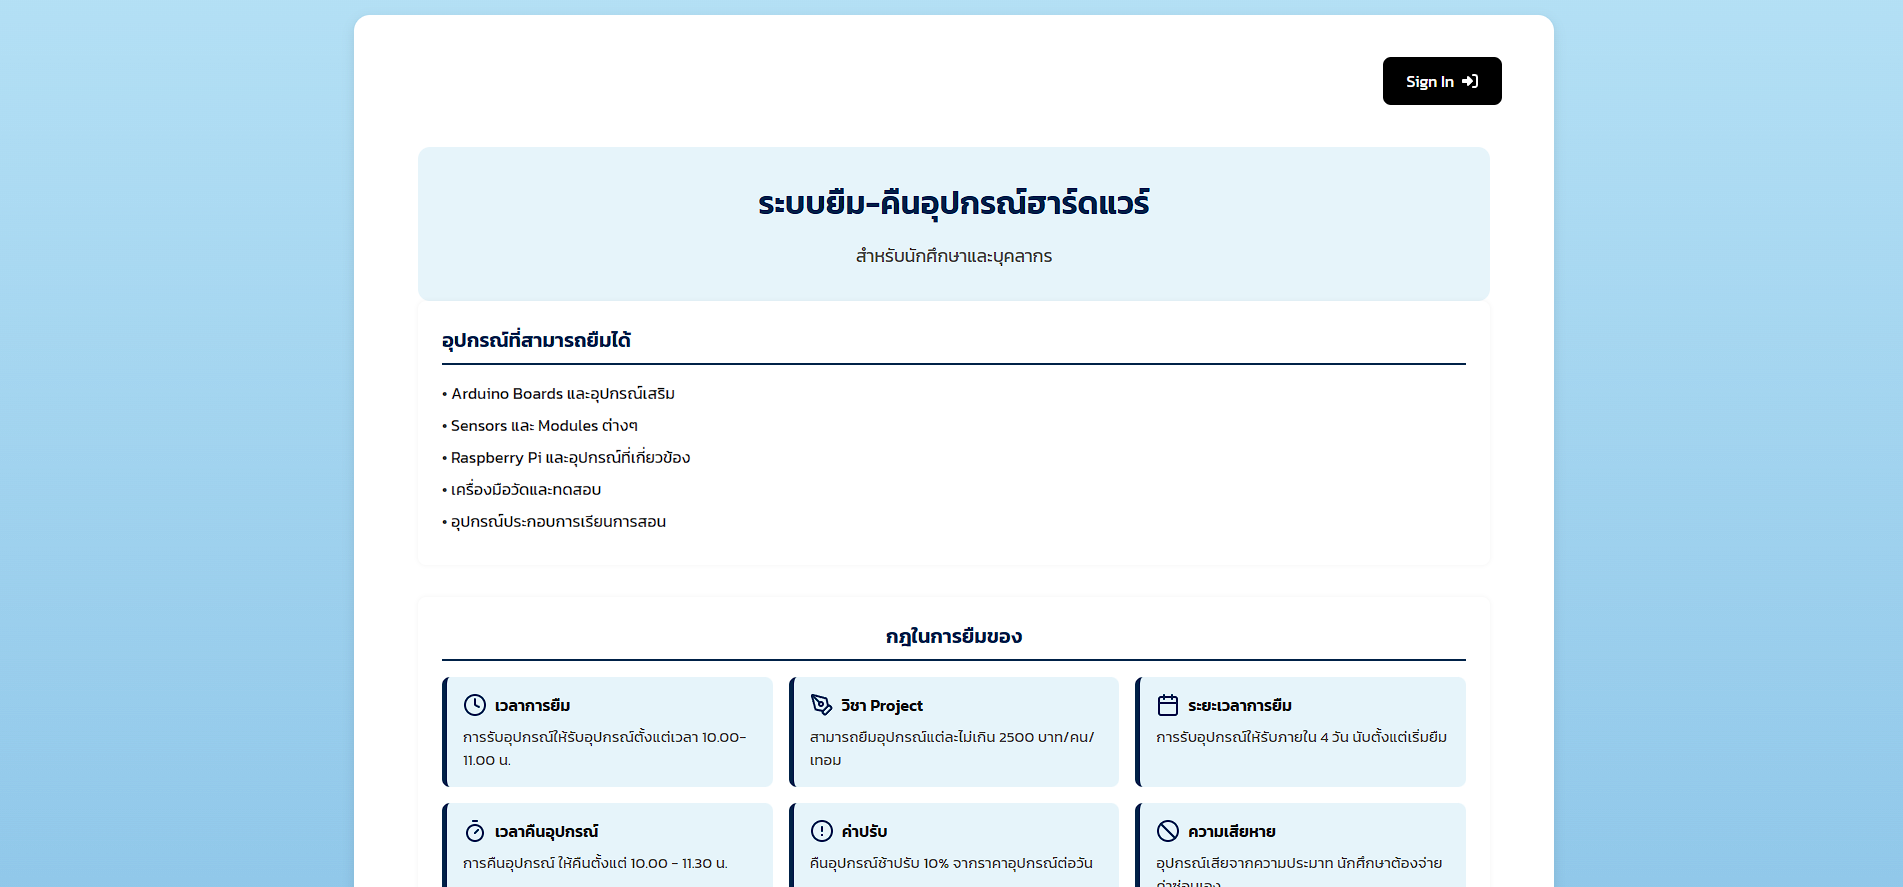 Sign In
ระบบยืม-คืนอุปกรณ์ฮาร์ดแวร์
สำหรับนักศึกษาและบุคลากร
อุปกรณ์ที่สามารถยืมได้
• Arduino Boards และอุปกรณ์เสริม
• Sensors และ Modules ต่างๆ
• Raspberry Pi และอุปกรณ์ที่เกี่ยวข้อง
• เครื่องมือวัดและทดสอบ
• อุปกรณ์ประกอบการเรียนการสอน
กฎในการยืมของ
เวลาการยืม
การรับอุปกรณ์ให้รับอุปกรณ์ตั้งแต่เวลา 10.00-
11.00 น.
วิชา Project
สามารถยืมอุปกรณ์แต่ละไม่เกิน 2500 บาท/คน/
เทอม
ระยะเวลาการยืม
การรับอุปกรณ์ให้รับภายใน 4 วัน นับตั้งแต่เริ่มยืม
เวลาคืนอุปกรณ์
การคืนอุปกรณ์ ให้คืนตั้งแต่ 10.00 - 11.30 น.
ค่าปรับ
คืนอุปกรณ์ช้าปรับ 10% จากราคาอุปกรณ์ต่อวัน
ความเสียหาย
อุปกรณ์เสียจากความประมาท นักศึกษาต้องจ่าย
ค่าซ่อมเอง